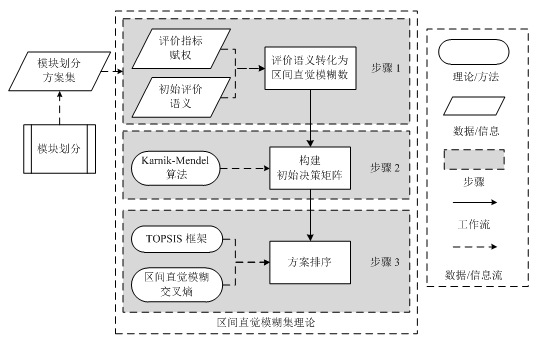 模块划分
方案集
模块划分
评价指标
赋权
初始评价
语义
评价语义转化为
区间直觉模糊数
步骤 1
Karnik-Mendel
算法
构建
初始决策矩阵
步骤 2
TOPSIS 框架
区间直觉模糊
交叉熵
方案排序
步骤 3
区间直觉模糊集理论
理论/方法
数据/信息
步骤
工作流
数据/信息流